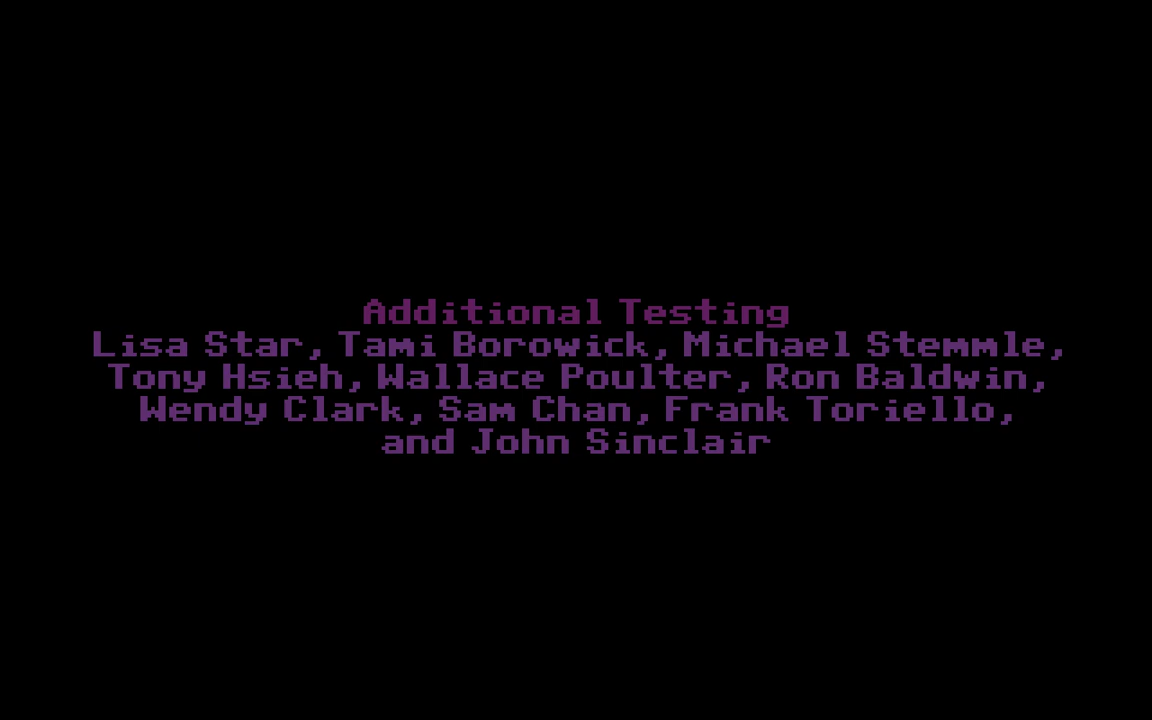 Additional Testing
Lisa Star, Tami Borowick, Michael Stemmle,
Tony Hsieh, Wallace Poulter, Ron Baldwin,
Wendy Clark, Sam Chan, Frank Toriello,
and John Sinclair